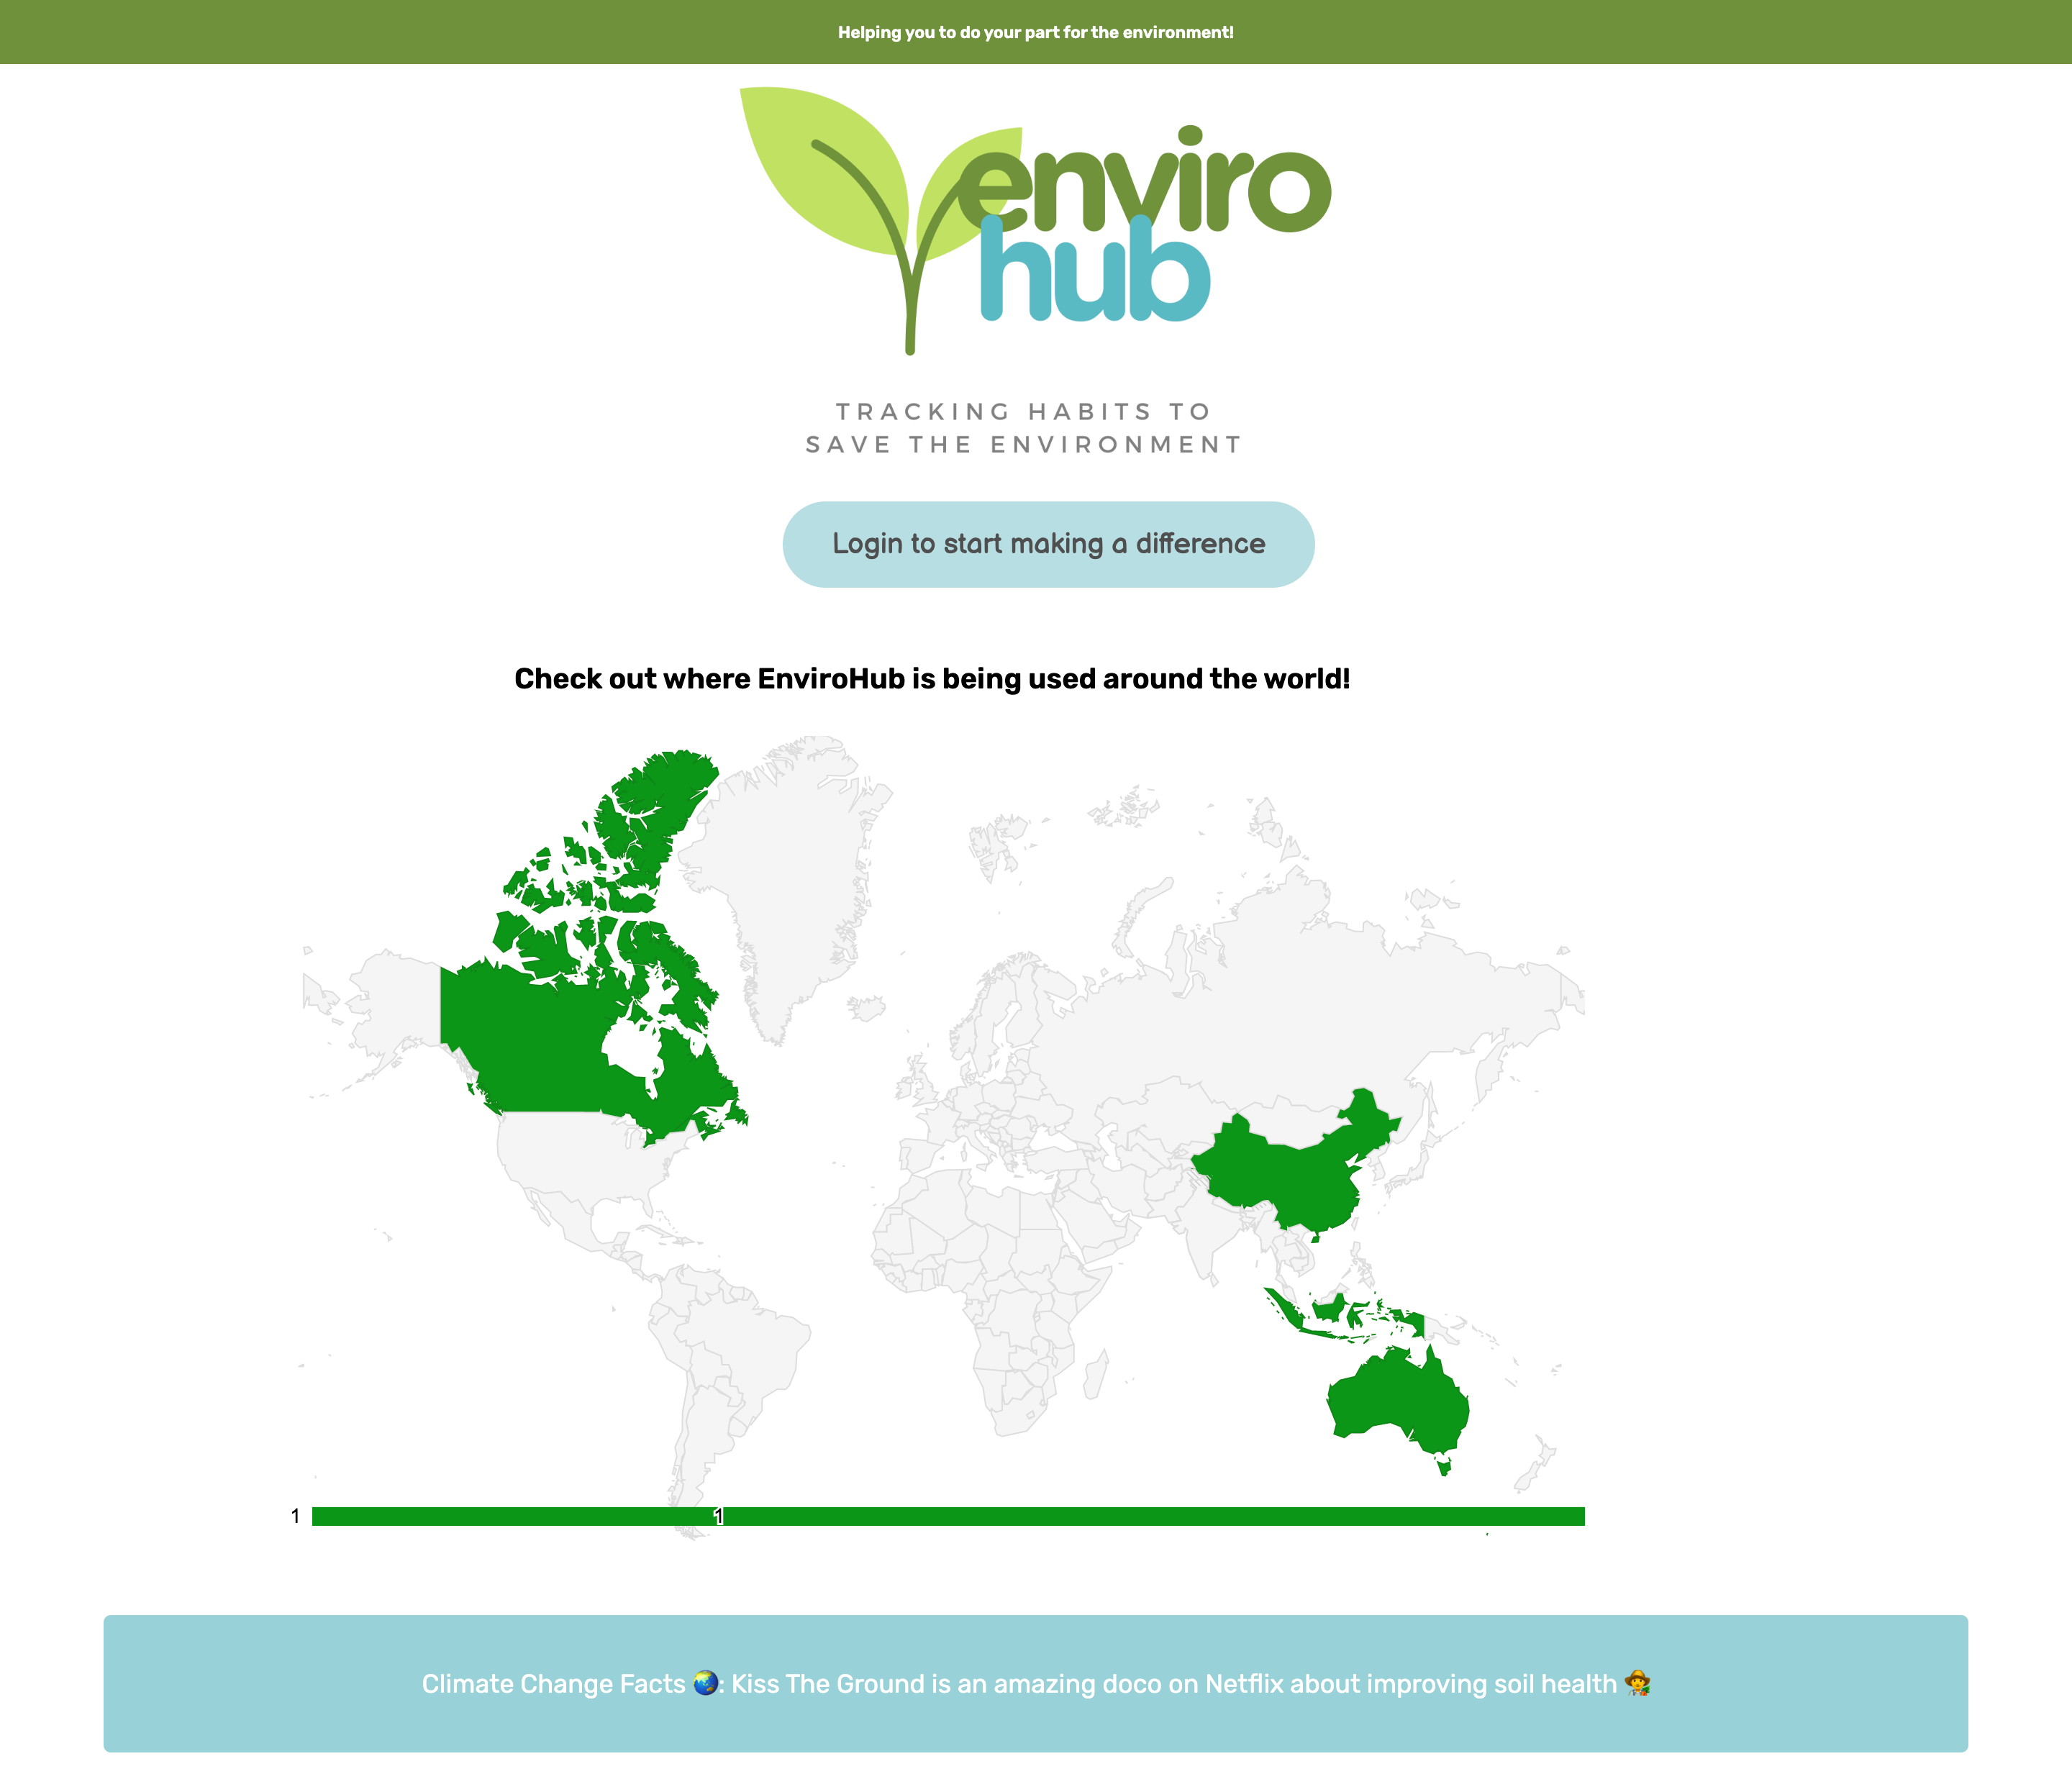 Helping you to do your part for the environment!
enviro
hub
TRACKING HABITS TO
SAVE THE ENVIRONMENT
Login to start making a difference
Check out where EnviroHub is being used around the world!
1 1
Climate Change Facts 🌏: Kiss The Ground is an amazing doco on Netflix about improving soil health 🧑‍🌾